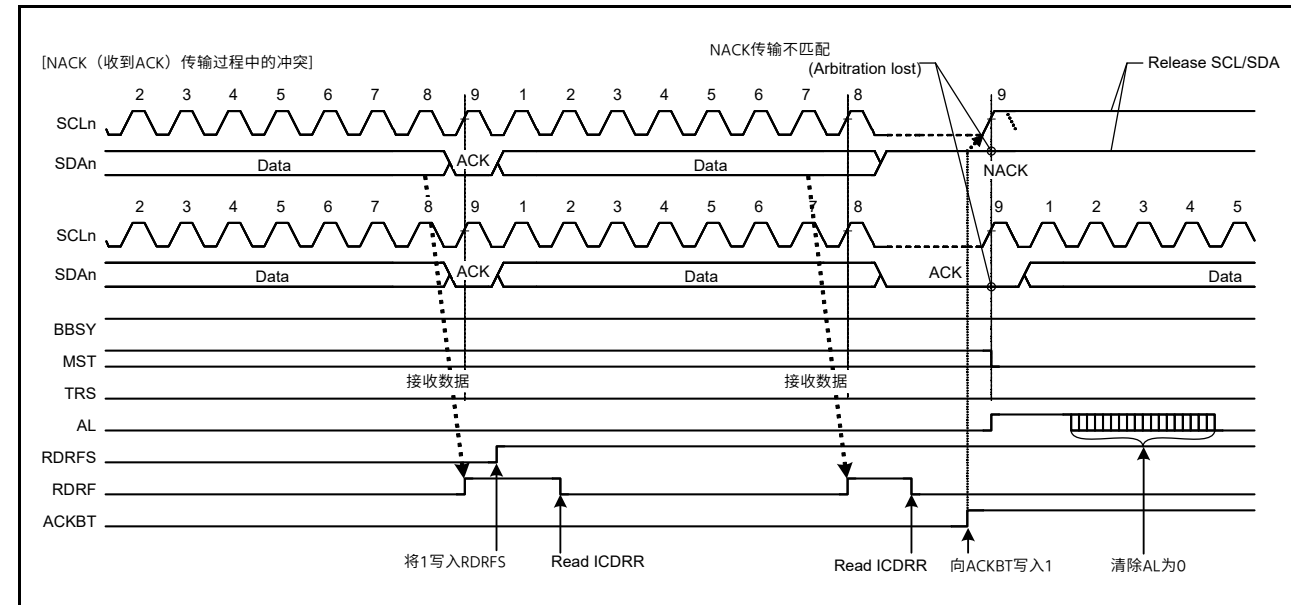 [NACK（收到ACK）传输过程中的冲突]
NACK传输不匹配
(Arbitration lost)
Release SCL/SDA
2 3 4 5 6 7 8 9 1 2 3 4 5 6 7 8 9
SCLn
SDAn Data ACK Data NACK
2 3 4 5 6 7 8 9 1 2 3 4 5 6 7 8 9 1 2 3 4 5
SCLn
SDAn Data ACK Data ACK Data
BBSY
MST
接收数据 接收数据
TRS
AL
RDRFS
RDRF
ACKBT
将1写入RDRFS Read ICDRR Read ICDRR 向ACKBT写入1 清除AL为0